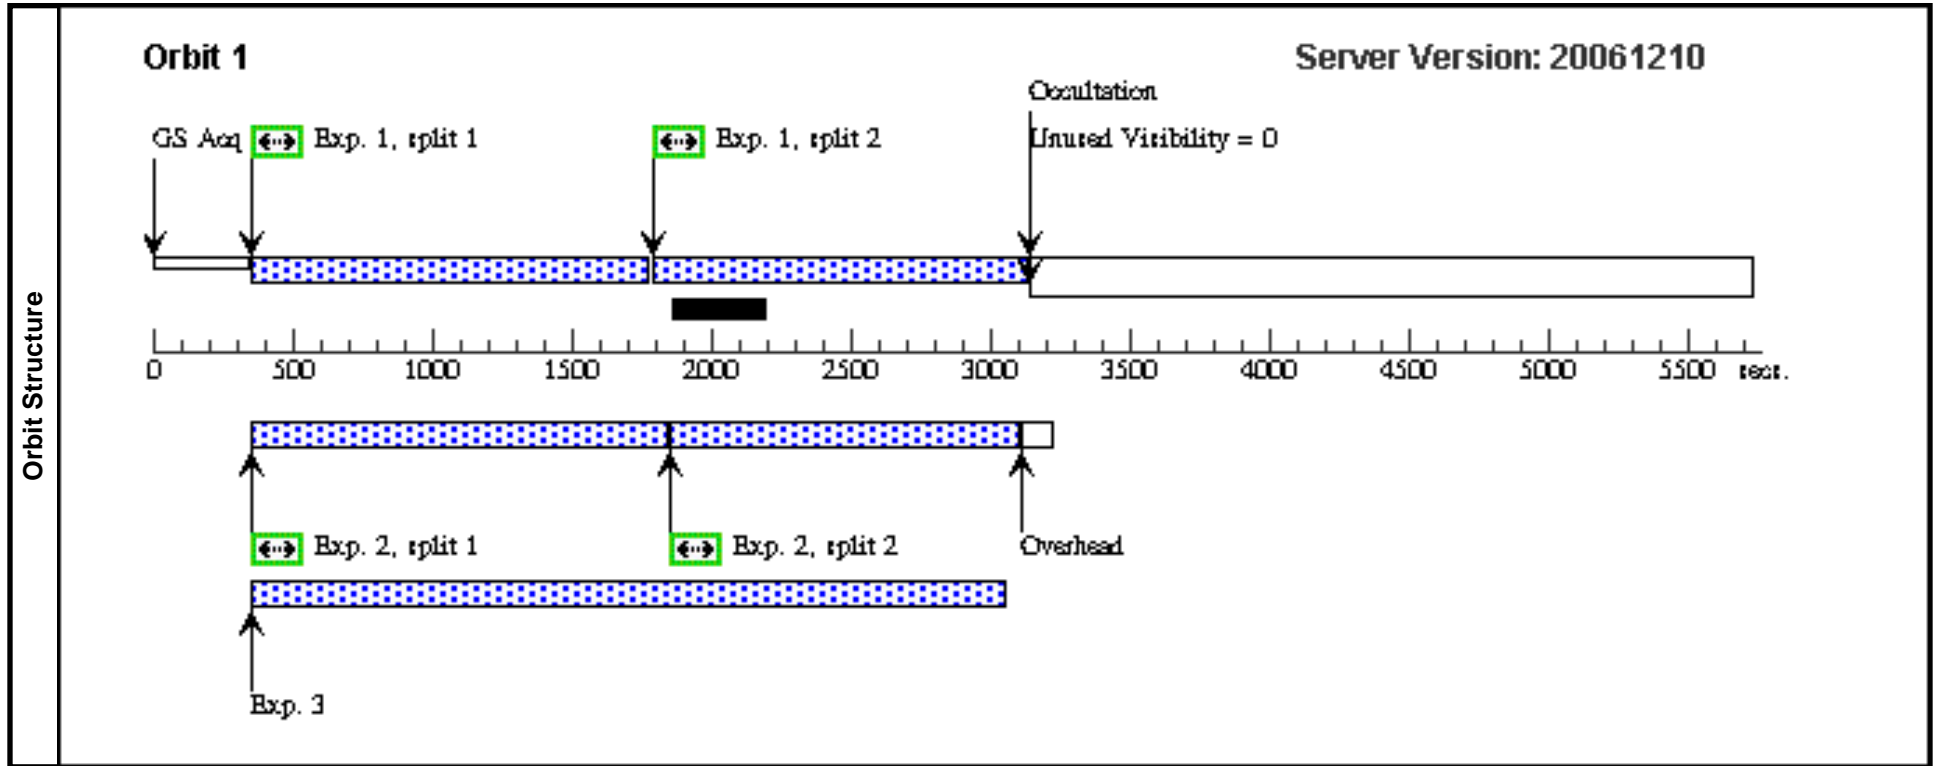 Orbit Structure
Orbit 1
Server Version: 20061210
Occultation
GS Acq
Exp. 1, split 1
Exp. 1, split 2
Unused Visibility = 0
0 500 1000 1500 2000 2500 3000 3500 4000 4500 5000 5500 secs.
Exp. 2, split 1
Exp. 2, split 2
Overhead
Exp. 3